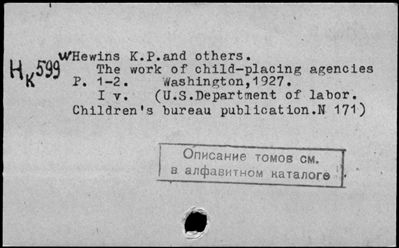 Hк599
wHewins K.P.and others.
The work of child-placing agencies
P. 1-2. Washington,1927.
I v. (U.S.Department of labor.
Children's bureau publication.N 171)
Описание томов см.
в алфавитном каталоге